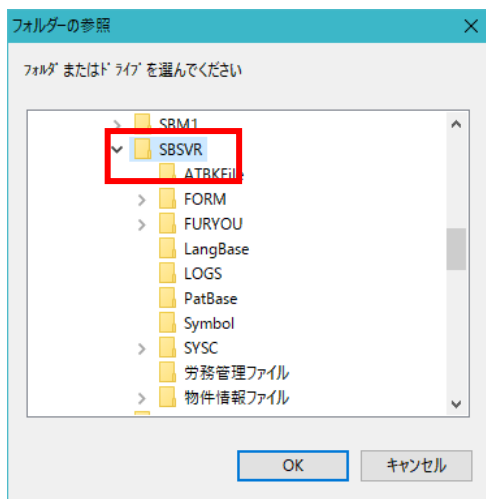 フォルダーの参照
ﾌｫﾙﾀﾞ またはﾄﾞﾗｲﾌﾞを選んでください
SBM1
SBSVR
ATBKFile
FORM
FURYOU
LangBase
LOGS
PatBase
Symbol
SYSC
労務管理ファイル
物件情報ファイル
OK
キャンセル